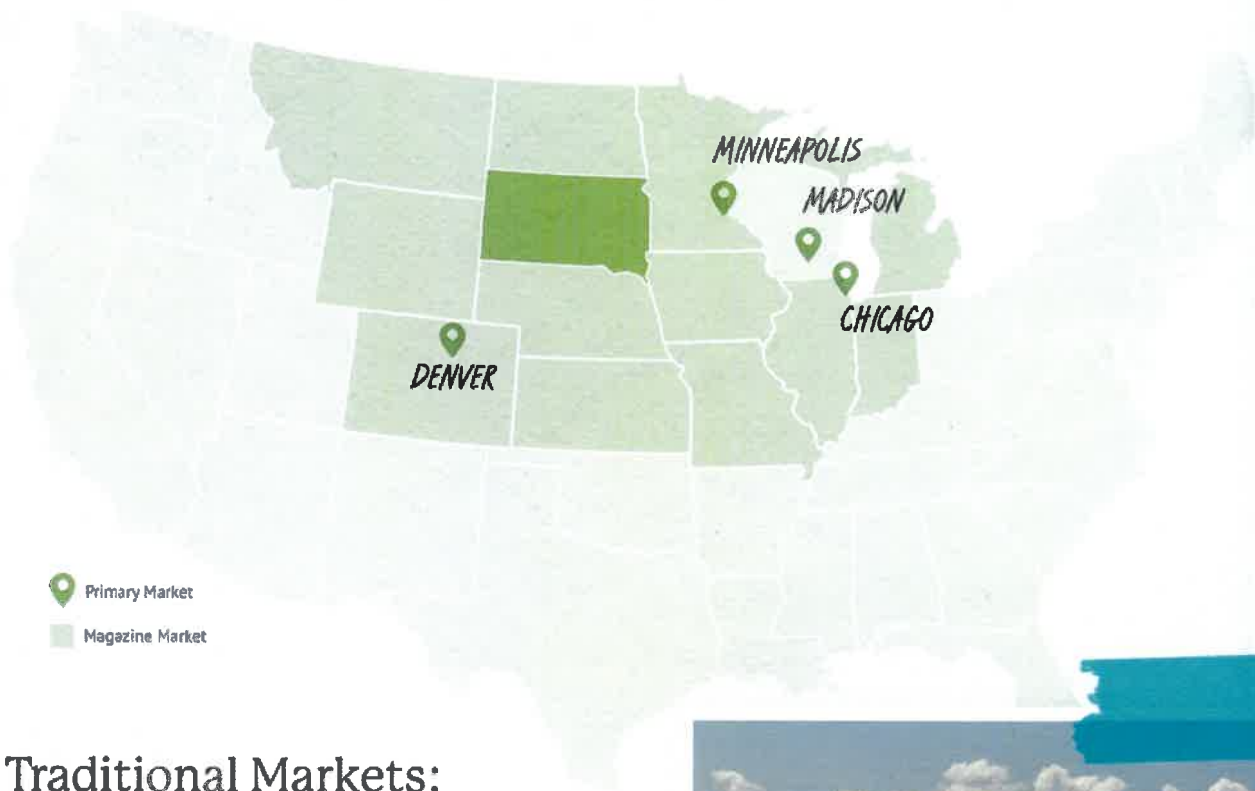 MINNEAPOLIS
MADISON
CHICAGO
DENVER
Primary Market
Magazine Market
Traditional Markets: